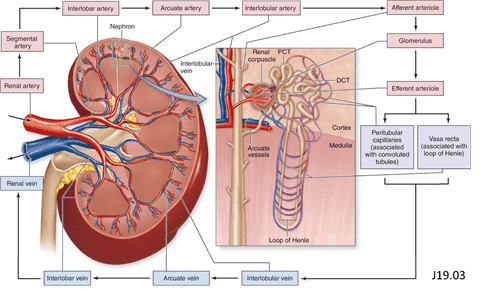 Interlobar artery
Arcuate artery
Interlobular artery
Afferent arteriole
Segmental
artery
Nephron
Interlobular
vein
Renal
corpuscle
PCT
Glomerulus
DCT
Renal artery
Efferent arteriole
Cortex
Medulla
Peritubular
capillaries
(associated
with convoluted
tubules)
Vasa recta
(associated with
loop of Henle)
Arcuate
vessels
Renal vein
Loop of Henle
Interlobar vein
Arcuate vein
Interlobular vein
J19.03